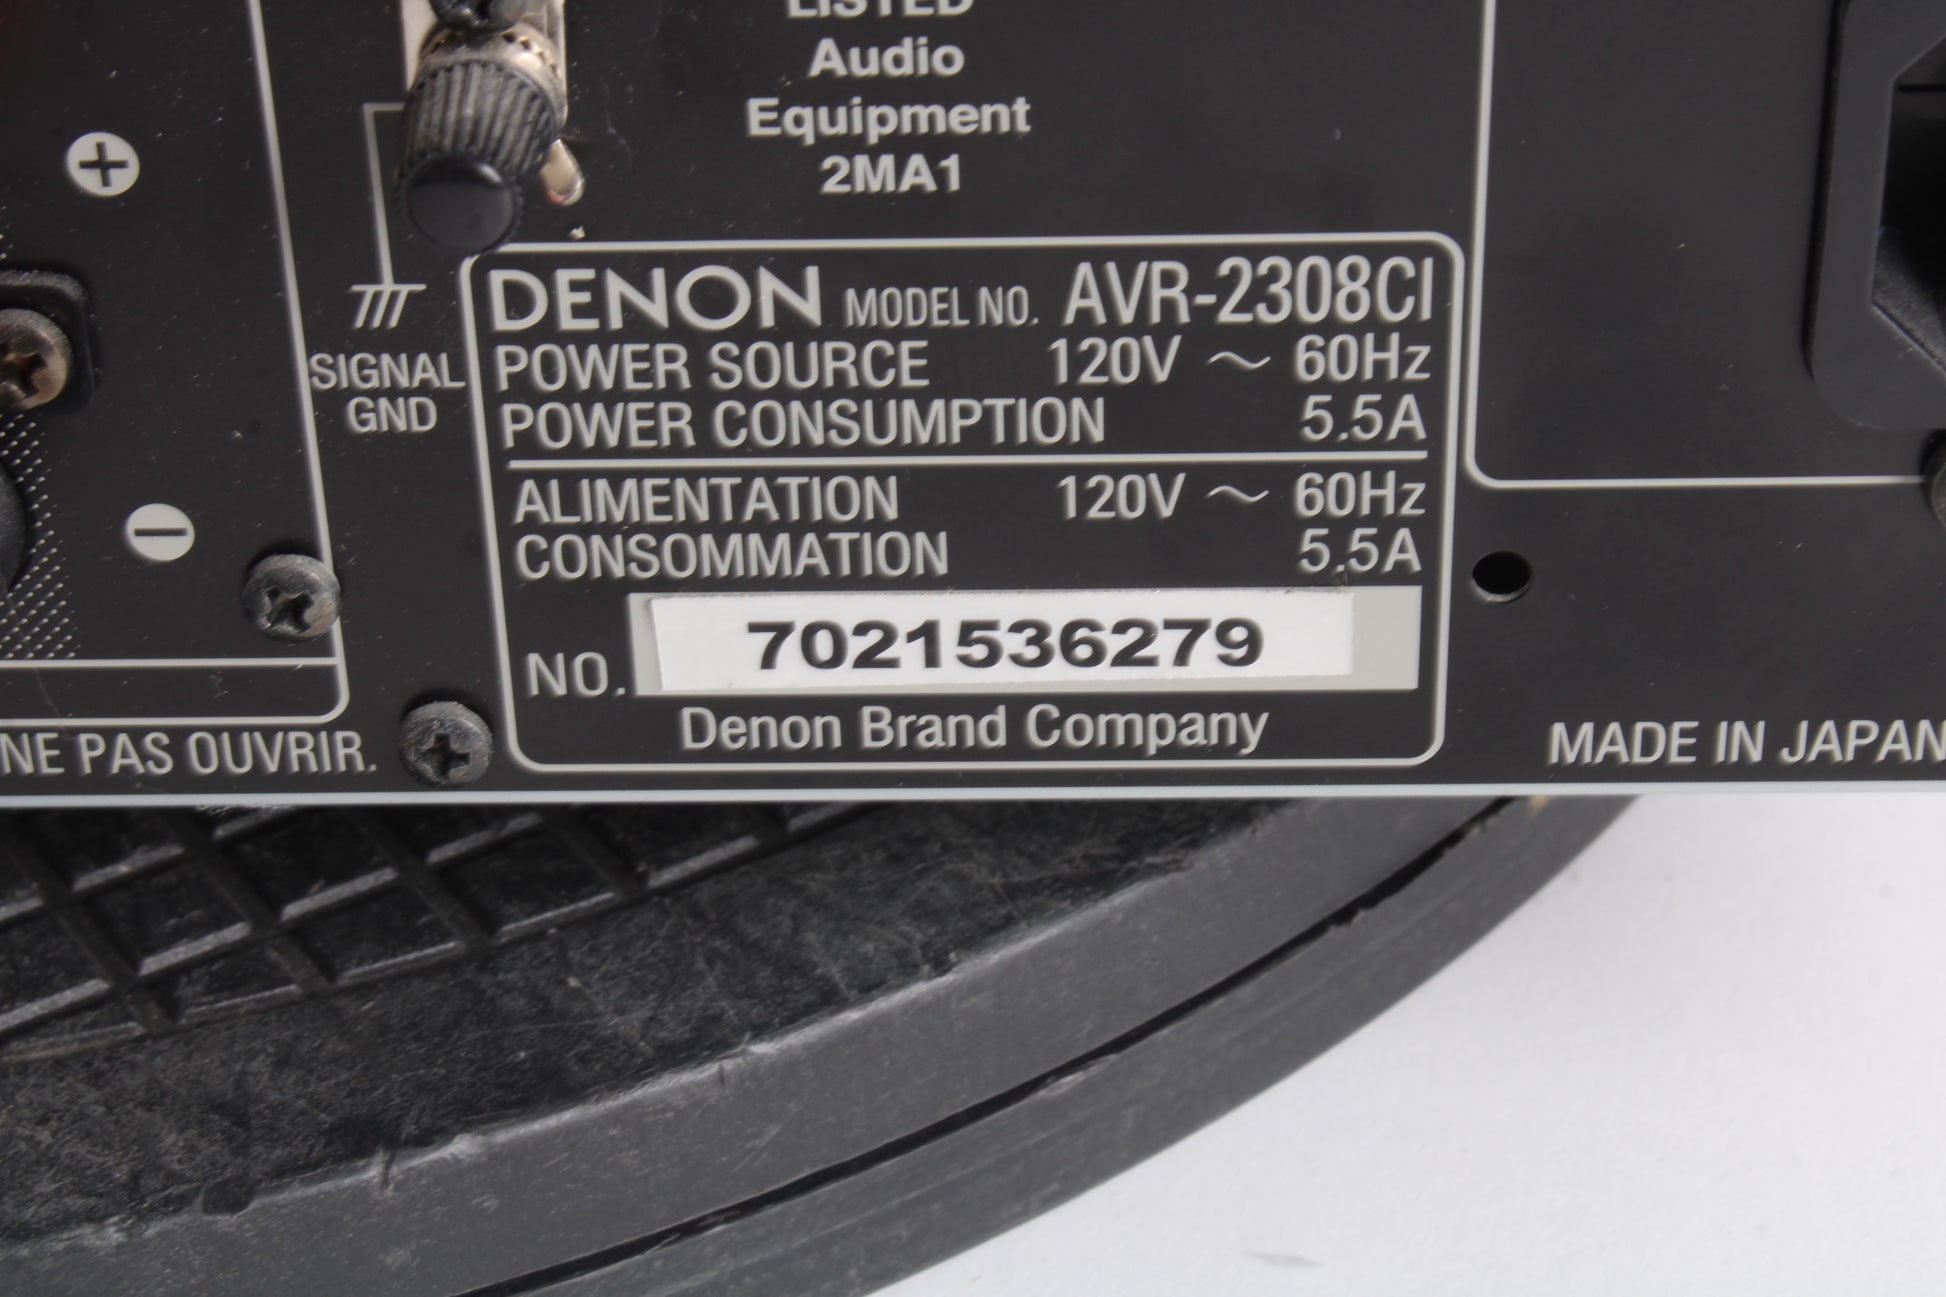 LISTED
Audio
Equipment
2MA1
SIGNAL
GND
DENON MODEL NO. AVR-2308CI
POWER SOURCE 120V ~ 60Hz
POWER CONSUMPTION 5.5A
ALIMENTATION 120V ~ 60Hz
CONSOMMATION 5.5A
NO. 7021536279
Denon Brand Company
NE PAS OUVRIR.
MADE IN JAPAN